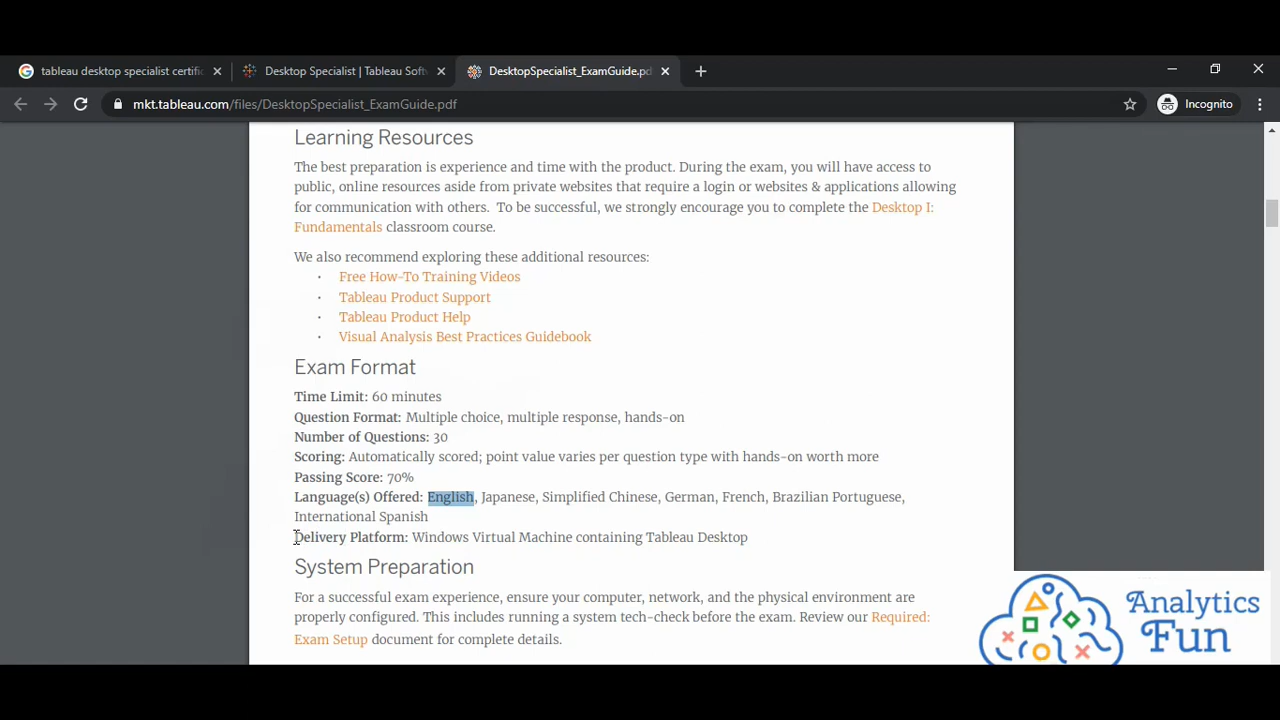 tableau desktop specialist certific
Desktop Specialist | Tableau Softw
DesktopSpecialist_ExamGuide.pd
mkt.tableau.com/files/DesktopSpecialist_ExamGuide.pdf
Incognito
Learning Resources
The best preparation is experience and time with the product. During the exam, you will have access to
public, online resources aside from private websites that require a login or websites & applications allowing
for communication with others. To be successful, we strongly encourage you to complete the Desktop I:
Fundamentals classroom course.
We also recommend exploring these additional resources:
• Free How-To Training Videos
• Tableau Product Support
• Tableau Product Help
• Visual Analysis Best Practices Guidebook
Exam Format
Time Limit: 60 minutes
Question Format: Multiple choice, multiple response, hands-on
Number of Questions: 30
Scoring: Automatically scored; point value varies per question type with hands-on worth more
Passing Score: 70%
Language(s) Offered: English, Japanese, Simplified Chinese, German, French, Brazilian Portuguese,
International Spanish
Delivery Platform: Windows Virtual Machine containing Tableau Desktop
System Preparation
For a successful exam experience, ensure your computer, network, and the physical environment are
properly configured. This includes running a system tech-check before the exam. Review our Required:
Exam Setup document for complete details.
Analytics
Fun